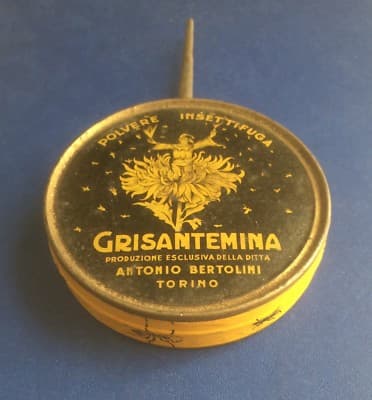 POLVERE INSETTIFUGA
GRISANTEMINA
PRODUZIONE ESCLUSIVA DELLA DITTA
ANTONIO BERTOLINI
TORINO